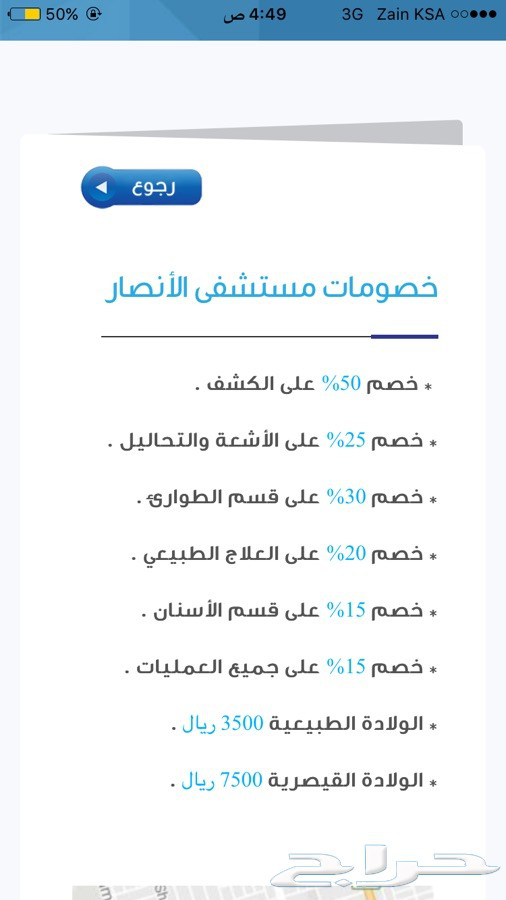 50% 4:49 ص 3G Zain KSA
رجوع
خصومات مستشفى الأنصار
* خصم 50% على الكشف .
* خصم 25% على الأشعة والتحاليل .
* خصم 30% على قسم الطوارئ .
* خصم 20% على العلاج الطبيعي .
* خصم 15% على قسم الأسنان .
* خصم 15% على جميع العمليات .
* الولادة الطبيعية 3500 ريال .
* الولادة القيصرية 7500 ريال .
حراج